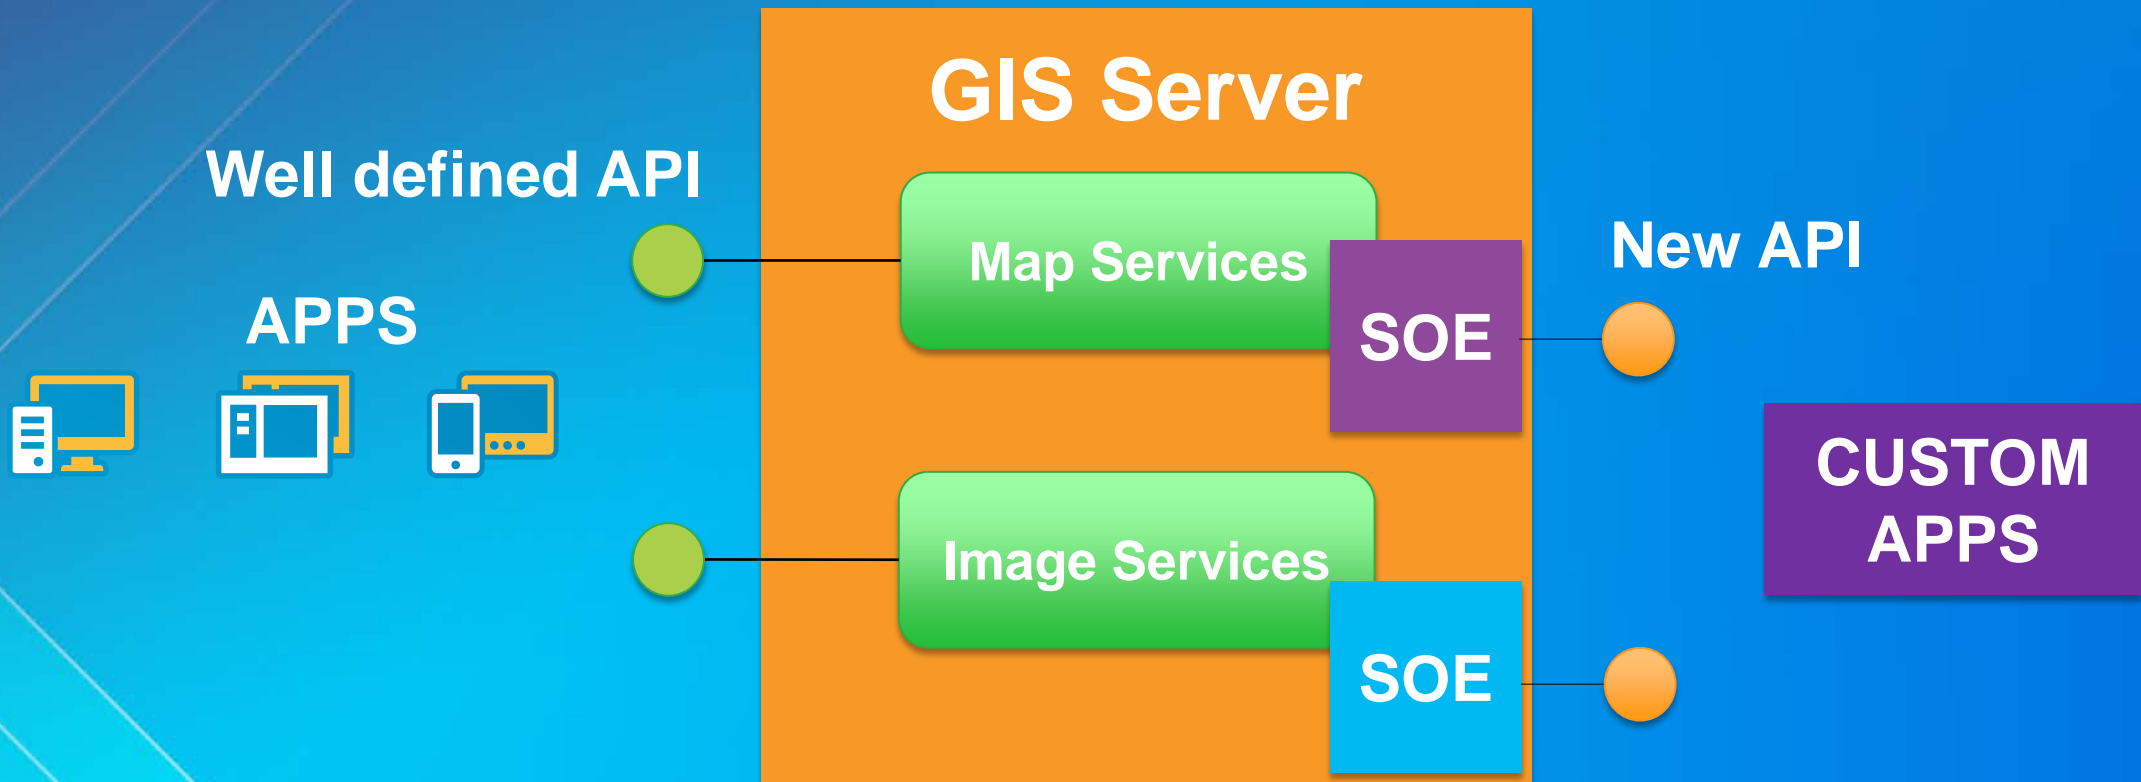 GIS Server
Well defined API
Map Services
New API
APPS
SOE
CUSTOM
APPS
Image Services
SOE